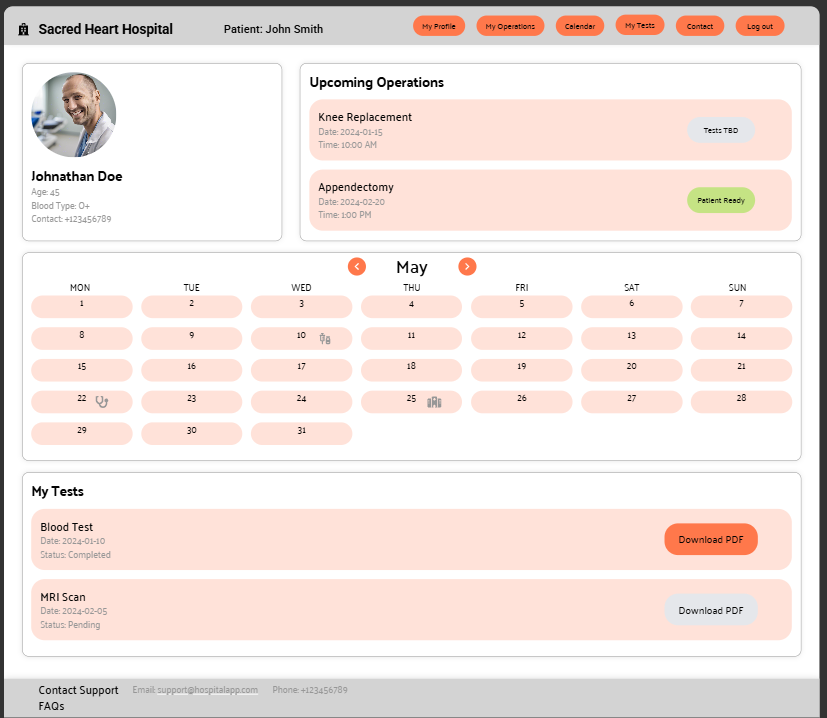 Sacred Heart Hospital
Patient: John Smith
My Profile
My Operations
Calendar
My Tests
Contact
Log out
Johnathan Doe
Age: 45
Blood Type: O+
Contact: +123456789
Upcoming Operations
Knee Replacement
Date: 2024-01-15
Time: 10:00 AM
Tests TBD
Appendectomy
Date: 2024-02-20
Time: 1:00 PM
Patient Ready
May
MON TUE WED THU FRI SAT SUN
1 2 3 4 5 6 7
8 9 10 11 12 13 14
15 16 17 18 19 20 21
22 23 24 25 26 27 28
29 30 31
My Tests
Blood Test
Date: 2024-01-10
Status: Completed
Download PDF
MRI Scan
Date: 2024-02-05
Status: Pending
Download PDF
Contact Support
Email: support@hospitalapp.com
Phone: +123456789
FAQs